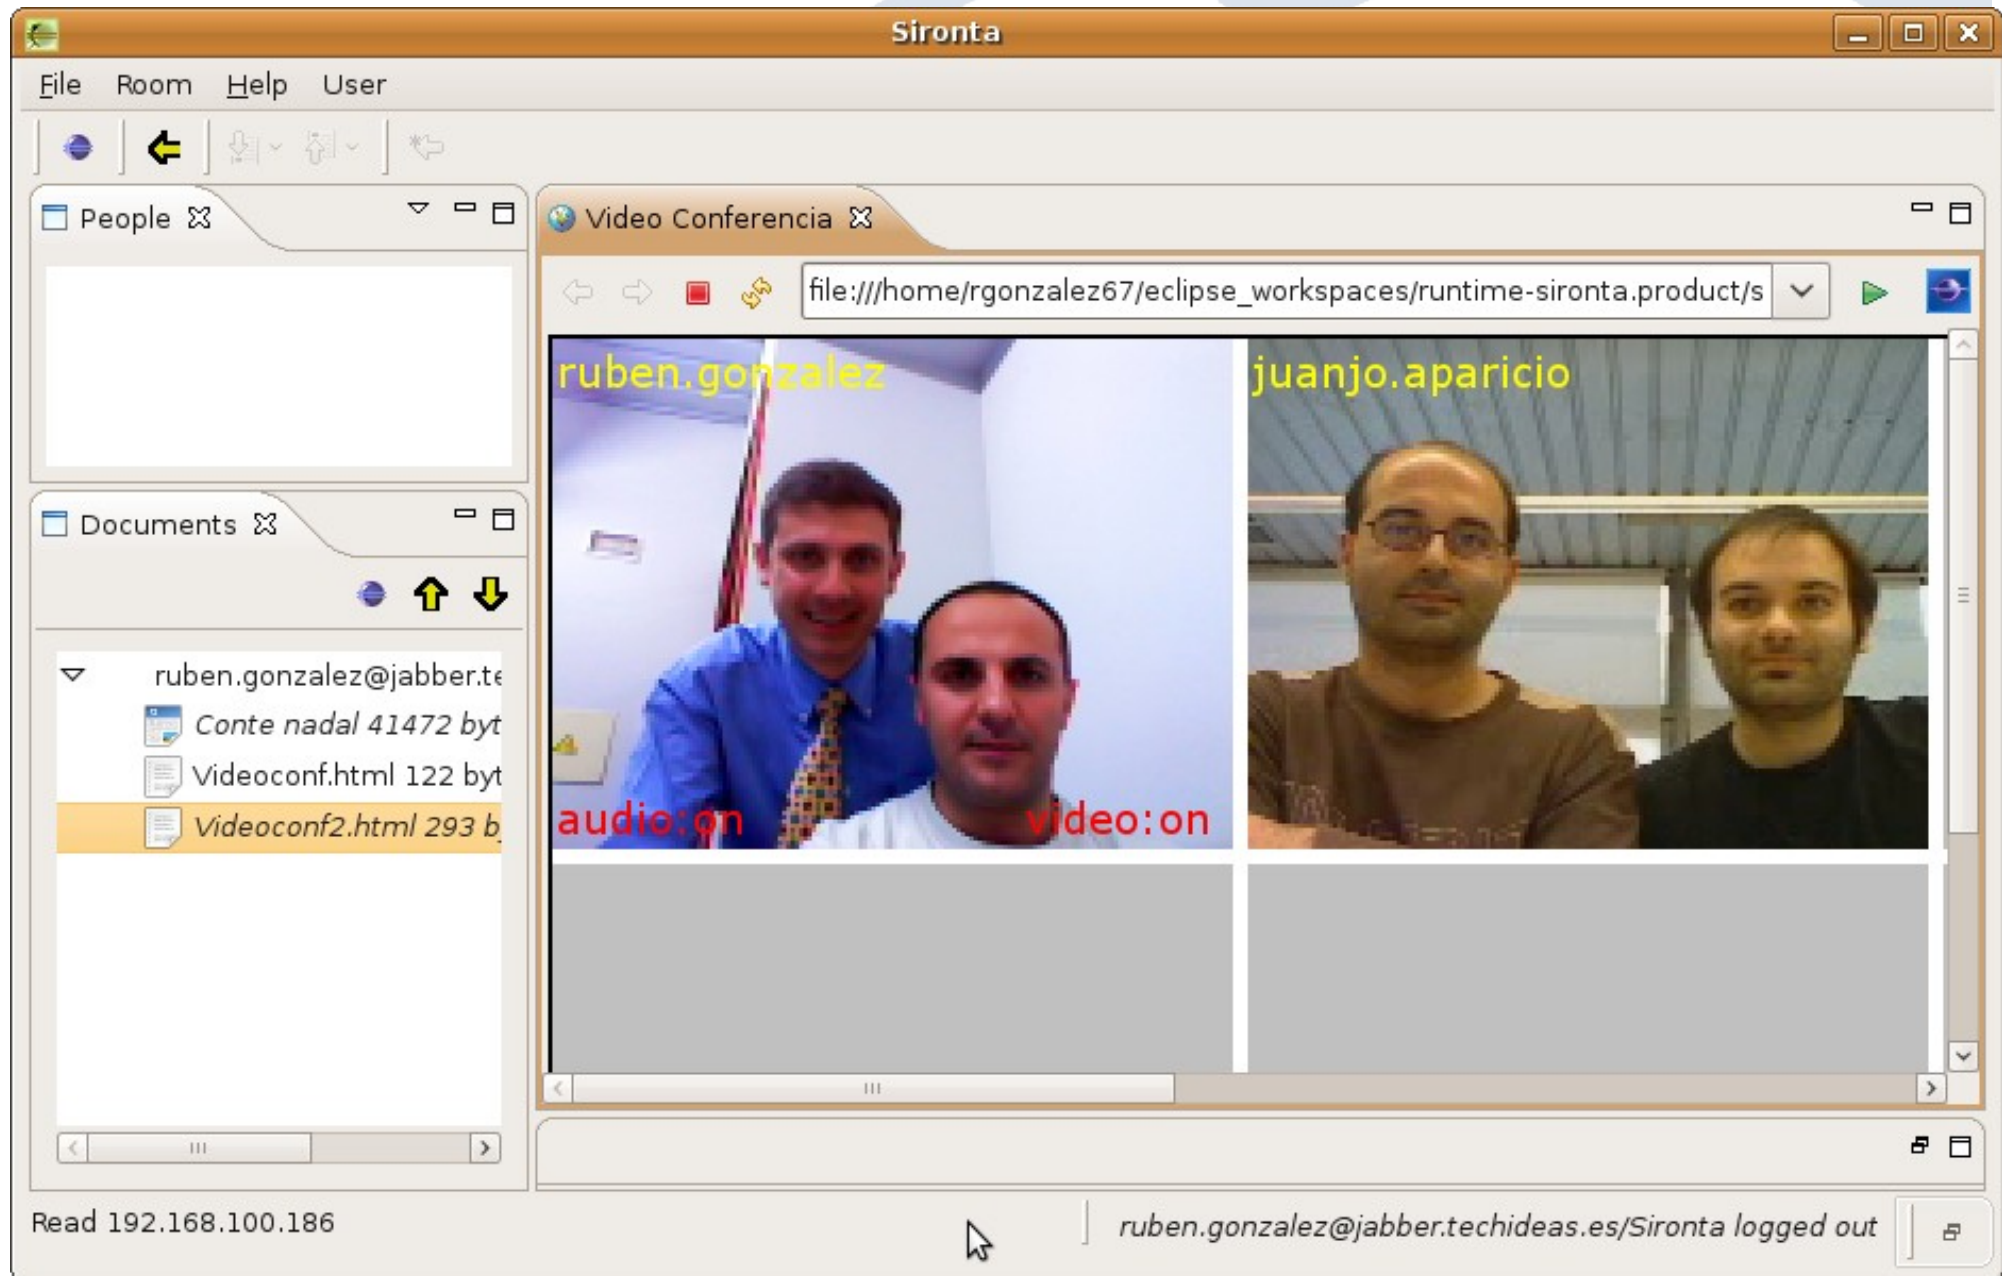 Sironta
File Room Help User
People
Video Conferencia
file:///home/rgonzalez67/eclipse_workspaces/runtime-sironta.product/s
ruben.gonzalez
juanjo.aparicio
audio:on
video:on
Documents
ruben.gonzalez@jabber.te
Conte nadal 41472 byt
Videoconf.html 122 byt
Videoconf2.html 293 b
Read 192.168.100.186
ruben.gonzalez@jabber.techideas.es/Sironta logged out